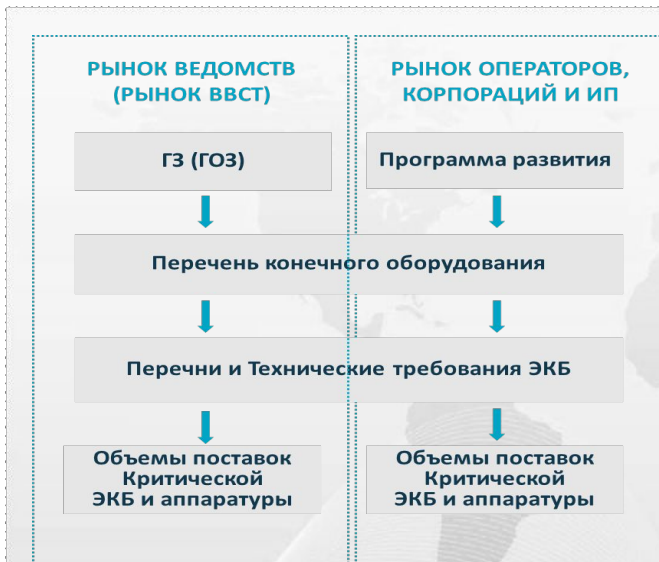 РЫНОК ВЕДОМСТВ
(РЫНОК ВВСТ)
РЫНОК ОПЕРАТОРОВ,
КОРПОРАЦИЙ И ИП
ГЗ (ГОЗ)
Программа развития
Перечень конечного оборудования
Перечни и Технические требования ЭКБ
Объемы поставок
Критической
ЭКБ и аппаратуры
Объемы поставок
Критической
ЭКБ и аппаратуры